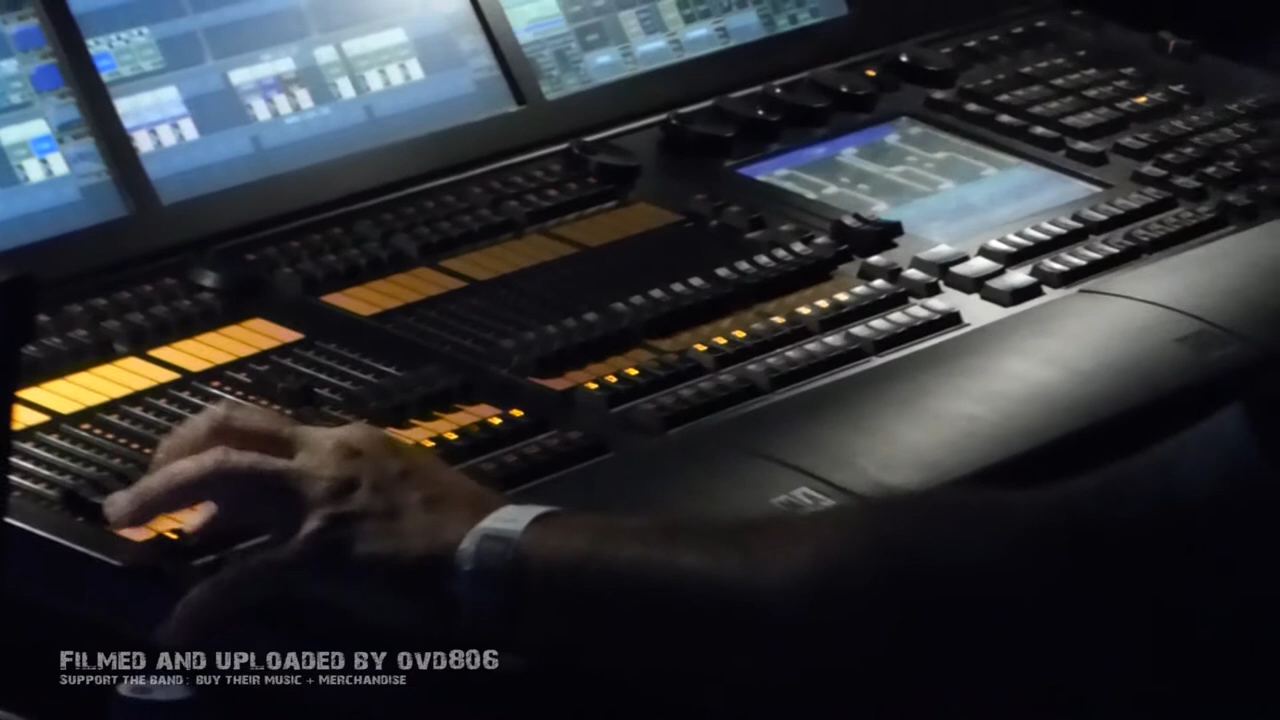 Filmed and uploaded by ovd806
Support the band : buy their music + merchandise